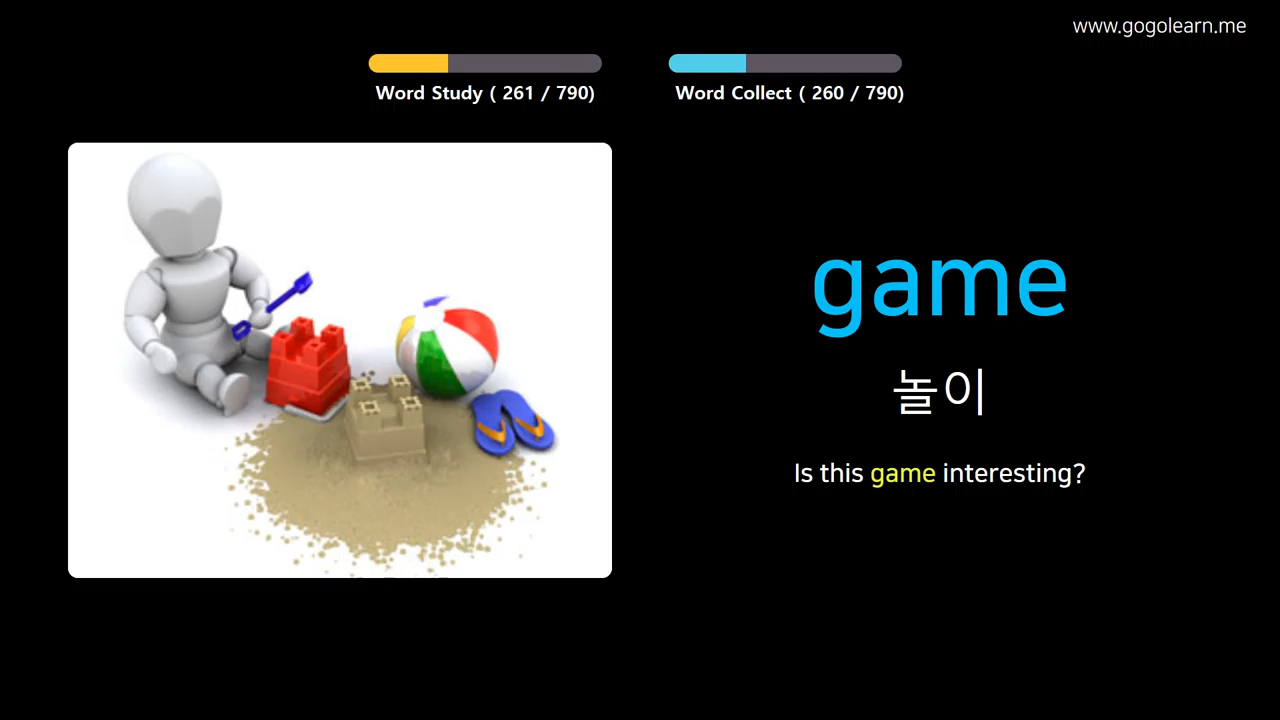 www.gogolearn.me
Word Study ( 261 / 790)
Word Collect ( 260 / 790)
game
놀이
Is this game interesting?